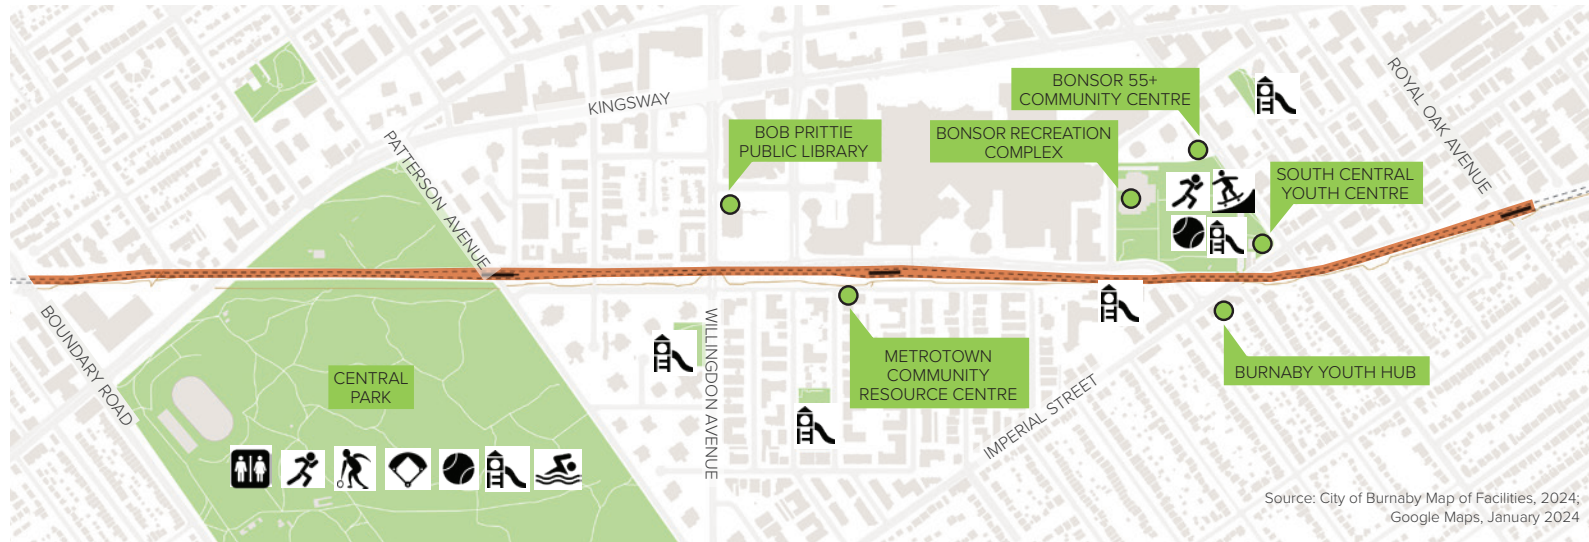 KINGSWAY
PATTERSON AVENUE
BOB PRITTIE
PUBLIC LIBRARY
BONSOR 55+
COMMUNITY CENTRE
BONSOR RECREATION
COMPLEX
ROYAL OAK AVENUE
SOUTH CENTRAL
YOUTH CENTRE
BOUNDARY ROAD
CENTRAL
PARK
WILLINGDON AVENUE
METROTOWN
COMMUNITY
RESOURCE CENTRE
IMPERIAL STREET
BURNABY YOUTH HUB
Source: City of Burnaby Map of Facilities, 2024;
Google Maps, January 2024